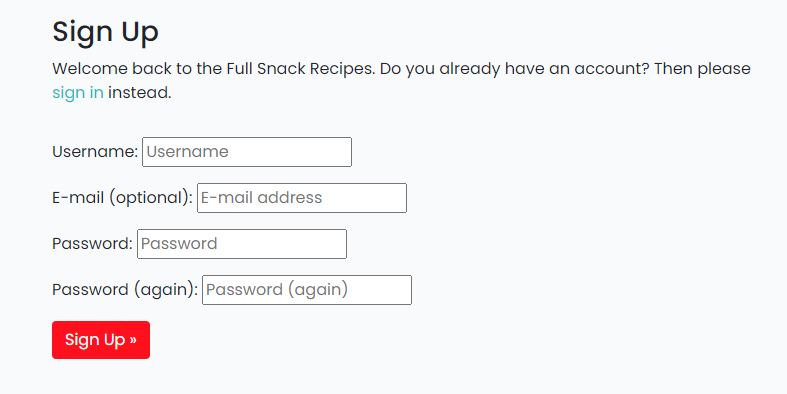 Sign Up
Welcome back to the Full Snack Recipes. Do you already have an account? Then please
sign in instead.
Username: Username
E-mail (optional): E-mail address
Password: Password
Password (again): Password (again)
Sign Up »